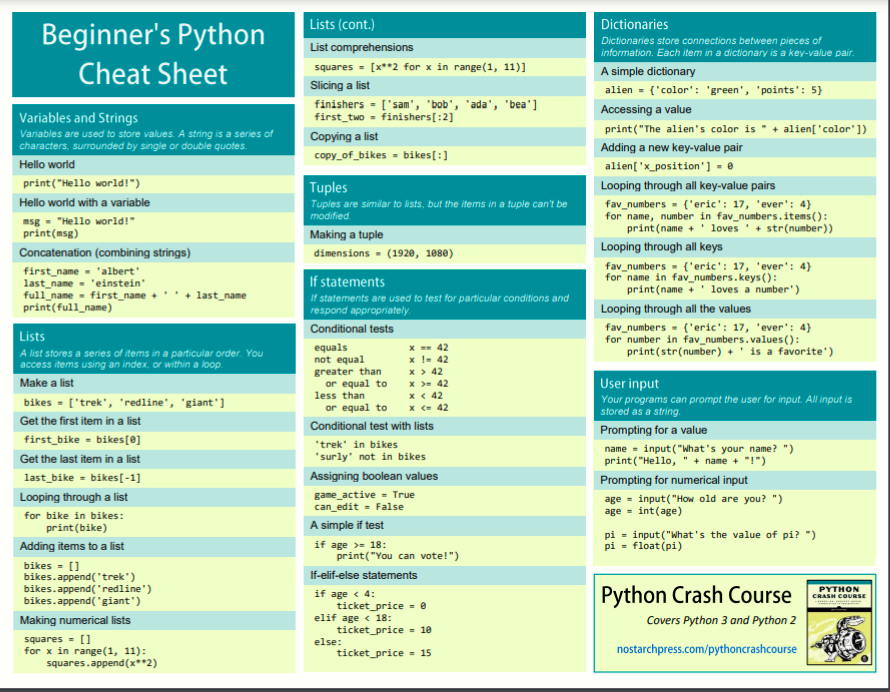 Beginner's Python
Cheat Sheet
Variables and Strings
Variables are used to store values. A string is a series of
characters, surrounded by single or double quotes.
Hello world
print("Hello world!")
Hello world with a variable
msg = "Hello world!"
print(msg)
Concatenation (combining strings)
first_name = 'albert'
last_name = 'einstein'
full_name = first_name + ' ' + last_name
print(full_name)
Lists
A list stores a series of items in a particular order. You
access items using an index, or within a loop.
Make a list
bikes = ['trek', 'redline', 'giant']
Get the first item in a list
first_bike = bikes[0]
Get the last item in a list
last_bike = bikes[-1]
Looping through a list
for bike in bikes:
    print(bike)
Adding items to a list
bikes = []
bikes.append('trek')
bikes.append('redline')
bikes.append('giant')
Making numerical lists
squares = []
for x in range(1, 11):
    squares.append(x**2)
Lists (cont.)
List comprehensions
squares = [x**2 for x in range(1, 11)]
Slicing a list
finishers = ['sam', 'bob', 'ada', 'bea']
first_two = finishers[:2]
Copying a list
copy_of_bikes = bikes[:]
Tuples
Tuples are similar to lists, but the items in a tuple can't be
modified.
Making a tuple
dimensions = (1920, 1080)
If statements
If statements are used to test for particular conditions and
respond appropriately.
Conditional tests
equals x == 42
not equal x != 42
greater than x > 42
  or equal to x >= 42
less than x < 42
  or equal to x <= 42
Conditional test with lists
'trek' in bikes
'surly' not in bikes
Assigning boolean values
game_active = True
can_edit = False
A simple if test
if age >= 18:
    print("You can vote!")
If-elif-else statements
if age < 4:
    ticket_price = 0
elif age < 18:
    ticket_price = 10
else:
    ticket_price = 15
Dictionaries
Dictionaries store connections between pieces of
information. Each item in a dictionary is a key-value pair.
A simple dictionary
alien = {'color': 'green', 'points': 5}
Accessing a value
print("The alien's color is " + alien['color'])
Adding a new key-value pair
alien['x_position'] = 0
Looping through all key-value pairs
fav_numbers = {'eric': 17, 'ever': 4}
for name, number in fav_numbers.items():
    print(name + ' loves ' + str(number))
Looping through all keys
fav_numbers = {'eric': 17, 'ever': 4}
for name in fav_numbers.keys():
    print(name + ' loves a number')
Looping through all the values
fav_numbers = {'eric': 17, 'ever': 4}
for number in fav_numbers.values():
    print(str(number) + ' is a favorite')
User input
Your programs can prompt the user for input. All input is
stored as a string.
Prompting for a value
name = input("What's your name? ")
print("Hello, " + name + "!")
Prompting for numerical input
age = input("How old are you? ")
age = int(age)
pi = input("What's the value of pi? ")
pi = float(pi)
Python Crash Course
Covers Python 3 and Python 2
nostarchpress.com/pythoncrashcourse
PYTHON
CRASH COURSE